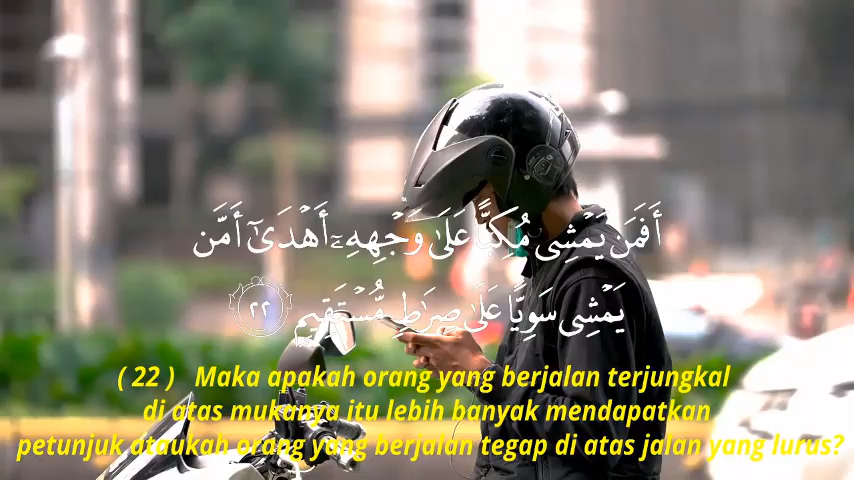 أَفَمَن يَمْشِى مُكِبًّا عَلَىٰ وَجْهِهِۦٓ أَهْدَىٰٓ أَمَّن
يَمْشِى سَوِيًّا عَلَىٰ صِرَٰطٍ مُّسْتَقِيمٍ ٢٢
( 22 ) Maka apakah orang yang berjalan terjungkal
di atas mukanya itu lebih banyak mendapatkan
petunjuk ataukah orang yang berjalan tegap di atas jalan yang lurus?